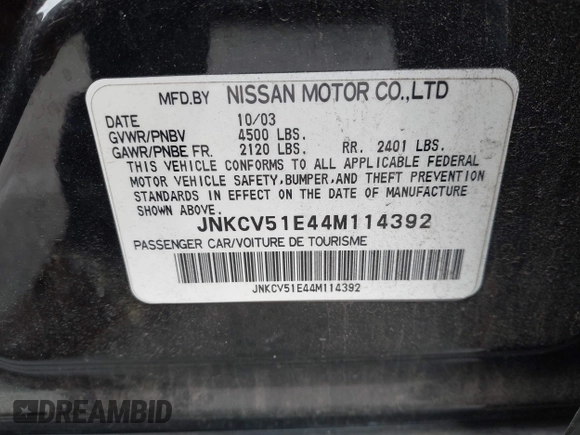 MFD.BY NISSAN MOTOR CO.,LTD
DATE 10/03
GVWR/PNBV 4500 LBS.
GAWR/PNBE FR. 2120 LBS. RR. 2401 LBS.
THIS VEHICLE CONFORMS TO ALL APPLICABLE FEDERAL
MOTOR VEHICLE SAFETY,BUMPER,AND THEFT PREVENTION
STANDARDS IN EFFECT ON THE DATE OF MANUFACTURE
SHOWN ABOVE. JNKCV51E44M114392
PASSENGER CAR/VOITURE DE TOURISME
JNKCV51E44M114392
DREAMBID